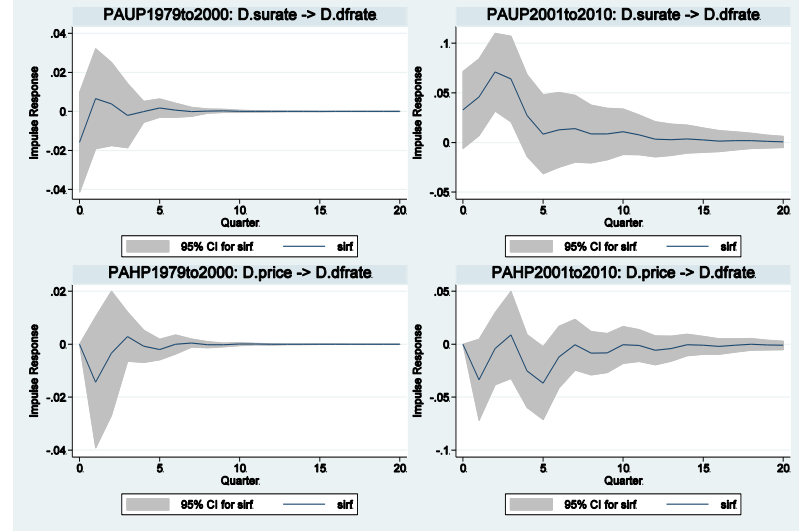 PAUP1979to2000: D.surate -> D.dfrate
Impulse Response
.04
.02
0
-.02
-.04
0 5 10 15 20
Quarter
95% CI for sirf sirf
PAUP2001to2010: D.surate -> D.dfrate
Impulse Response
.1
.05
0
-.05
0 5 10 15 20
Quarter
95% CI for sirf sirf
PAHP1979to2000: D.price -> D.dfrate
Impulse Response
.02
0
-.02
-.04
0 5 10 15 20
Quarter
95% CI for sirf sirf
PAHP2001to2010: D.price -> D.dfrate
Impulse Response
.05
0
-.05
-.1
0 5 10 15 20
Quarter
95% CI for sirf sirf